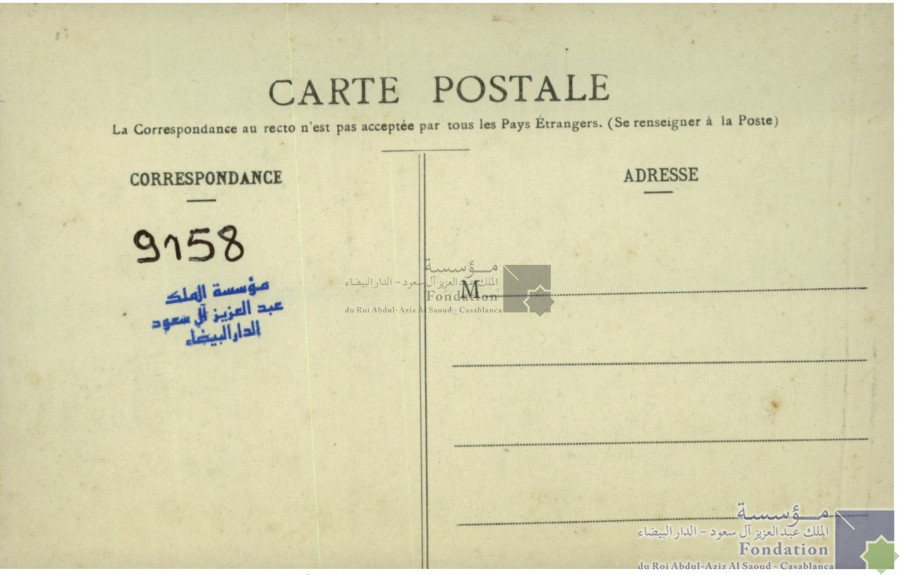 CARTE POSTALE
La Correspondance au recto n'est pas acceptée par tous les Pays Étrangers. (Se renseigner à la Poste)
CORRESPONDANCE
9158
مؤسسة الملك
عبد العزيز آل سعود
الدار البيضاء
ADRESSE
M
مؤسسة
الملك عبد العزيز آل سعود - الدار البيضاء
Fondation
du Roi Abdul-Aziz Al Saoud - Casablanca
مؤسسة
الملك عبد العزيز آل سعود - الدار البيضاء
Fondation
du Roi Abdul-Aziz Al Saoud - Casablanca